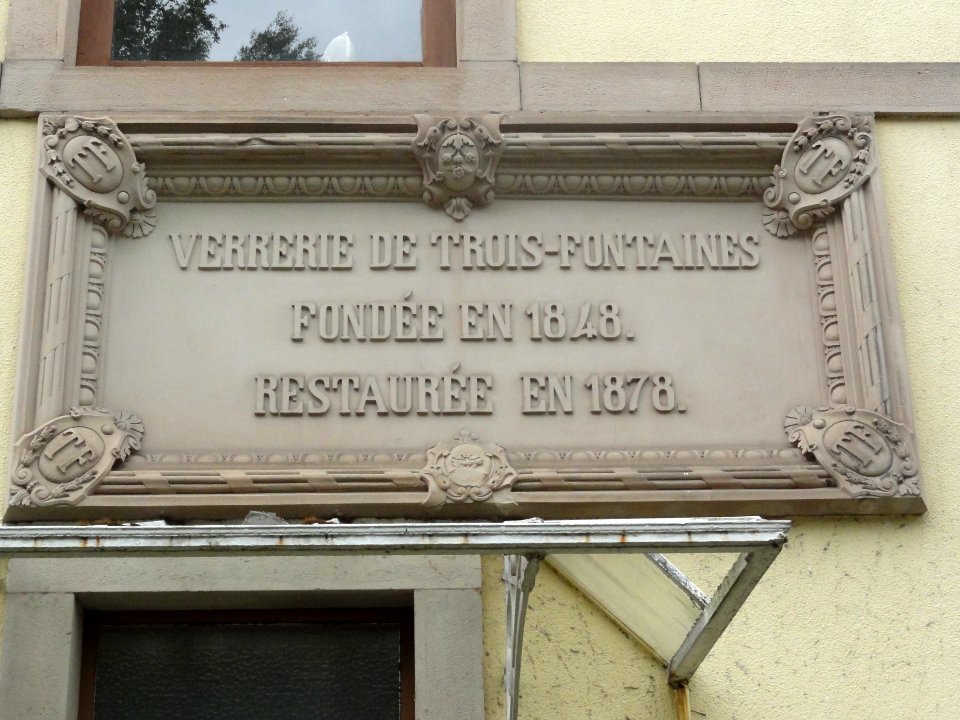 VERRERIE DE TROIS-FONTAINES
FONDÉE EN 1848.
RESTAURÉE EN 1878.